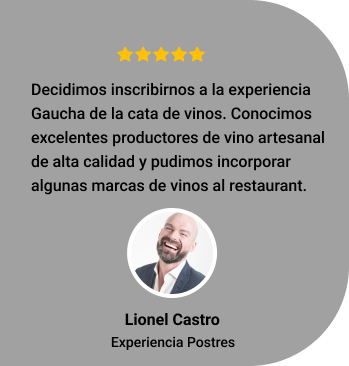 Decidimos inscribirnos a la experiencia
Gaucha de la cata de vinos. Conocimos
excelentes productores de vino artesanal
de alta calidad y pudimos incorporar
algunas marcas de vinos al restaurant.
Lionel Castro
Experiencia Postres